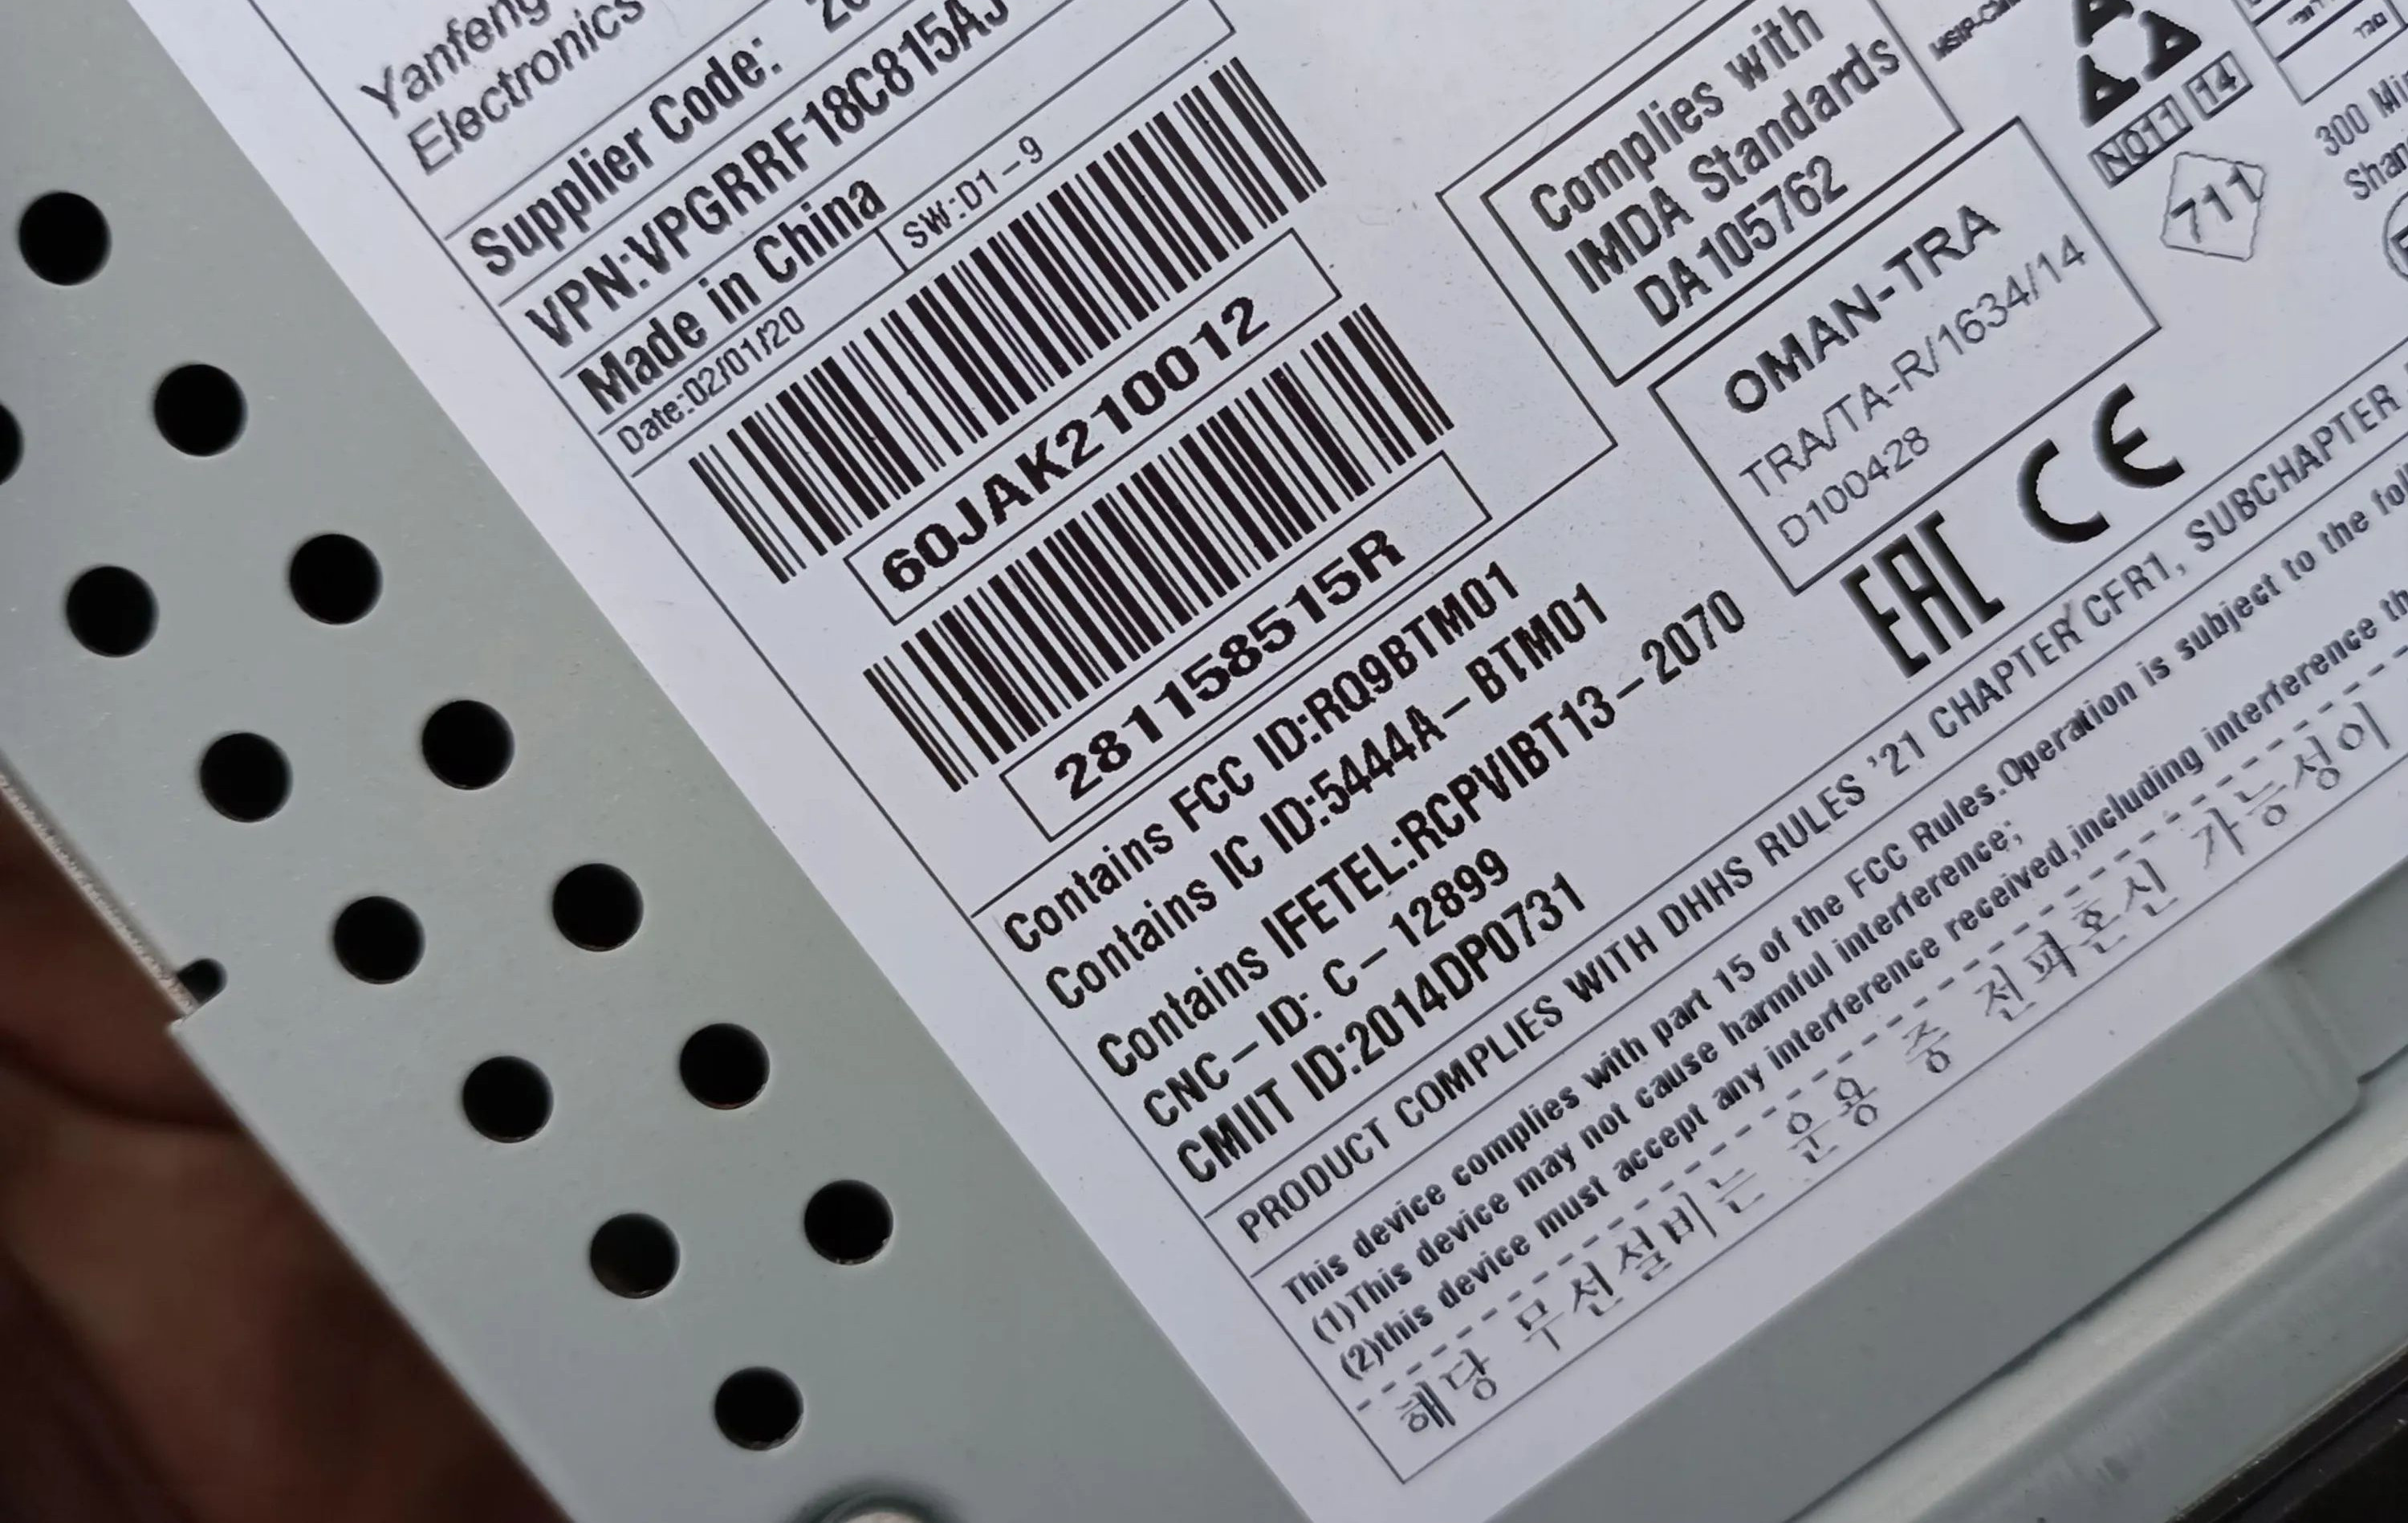 Yanfeng
Electronics
Supplier Code:
VPN:VPGRRF18C815AJ
Made in China
SW:D1-9
Date:02/01/20
60JAK210012
281158515R
Contains FCC ID:RQ9BTM01
Contains IC ID:5444A-BTM01
Contains IFETEL:RCPVIBT13-2070
CNC-ID: C-12899
CMIIT ID:2014DP0731
Complies with
IMDA Standards
DA105762
OMAN-TRA
TRA/TA-R/1634/14
D100428
EAC CE
NO11 14
711
300
PRODUCT COMPLIES WITH DHHS RULES '21 CHAPTER CFR1, SUBCHAPTER
This device complies with part 15 of the FCC Rules.Operation is subject to the
(1)This device may not cause harmful interference;
(2)this device must accept any interference received,including interference
해당 무선설비는 운용 중 전파혼신 가능성이